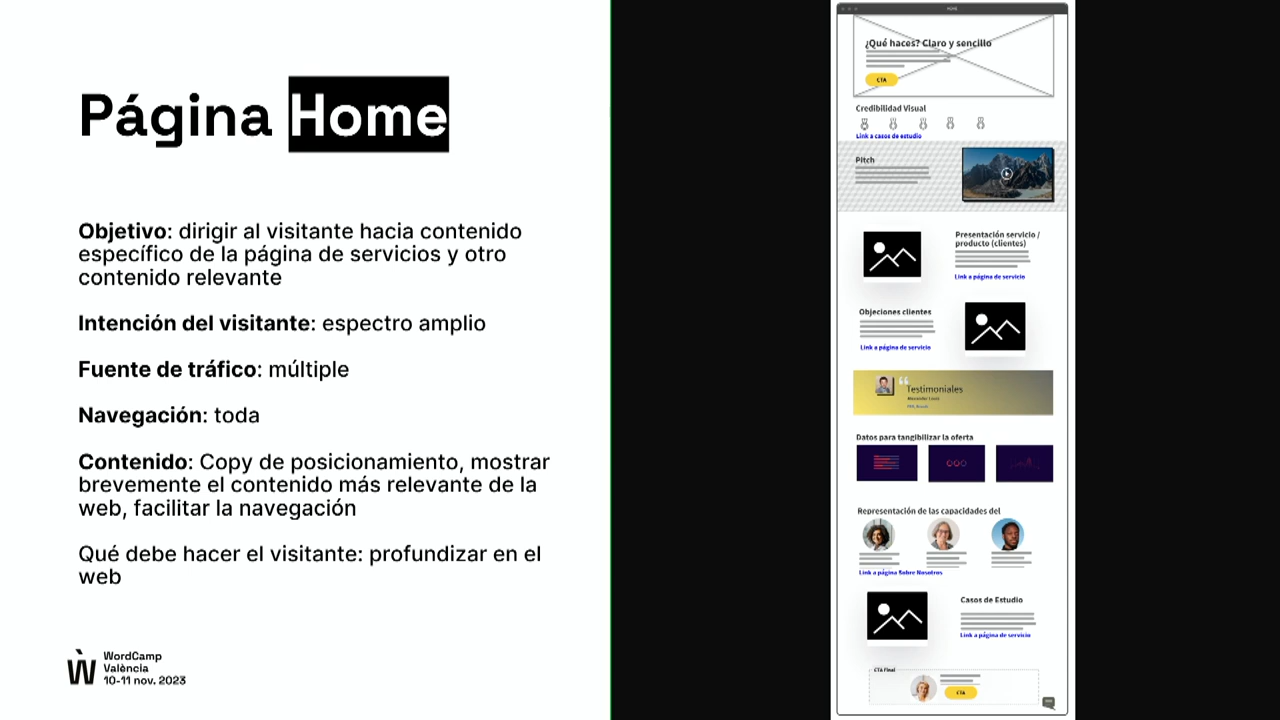 Página Home
Objetivo: dirigir al visitante hacia contenido
específico de la página de servicios y otro
contenido relevante
Intención del visitante: espectro amplio
Fuente de tráfico: múltiple
Navegación: toda
Contenido: Copy de posicionamiento, mostrar
brevemente el contenido más relevante de la
web, facilitar la navegación
Qué debe hacer el visitante: profundizar en el
web
WordCamp
València
10-11 nov. 2023
HOME
¿Qué haces? Claro y sencillo
CTA
Credibilidad Visual
Link a casos de estudio
Pitch
Presentación servicio /
producto (clientes)
Link a página de servicio
Objeciones clientes
Link a página de servicio
Testimoniales
Datos para tangibilizar la oferta
Representación de las capacidades del
Link a página Sobre Nosotros
Casos de Estudio
Link a página de servicio
CTA Final
CTA